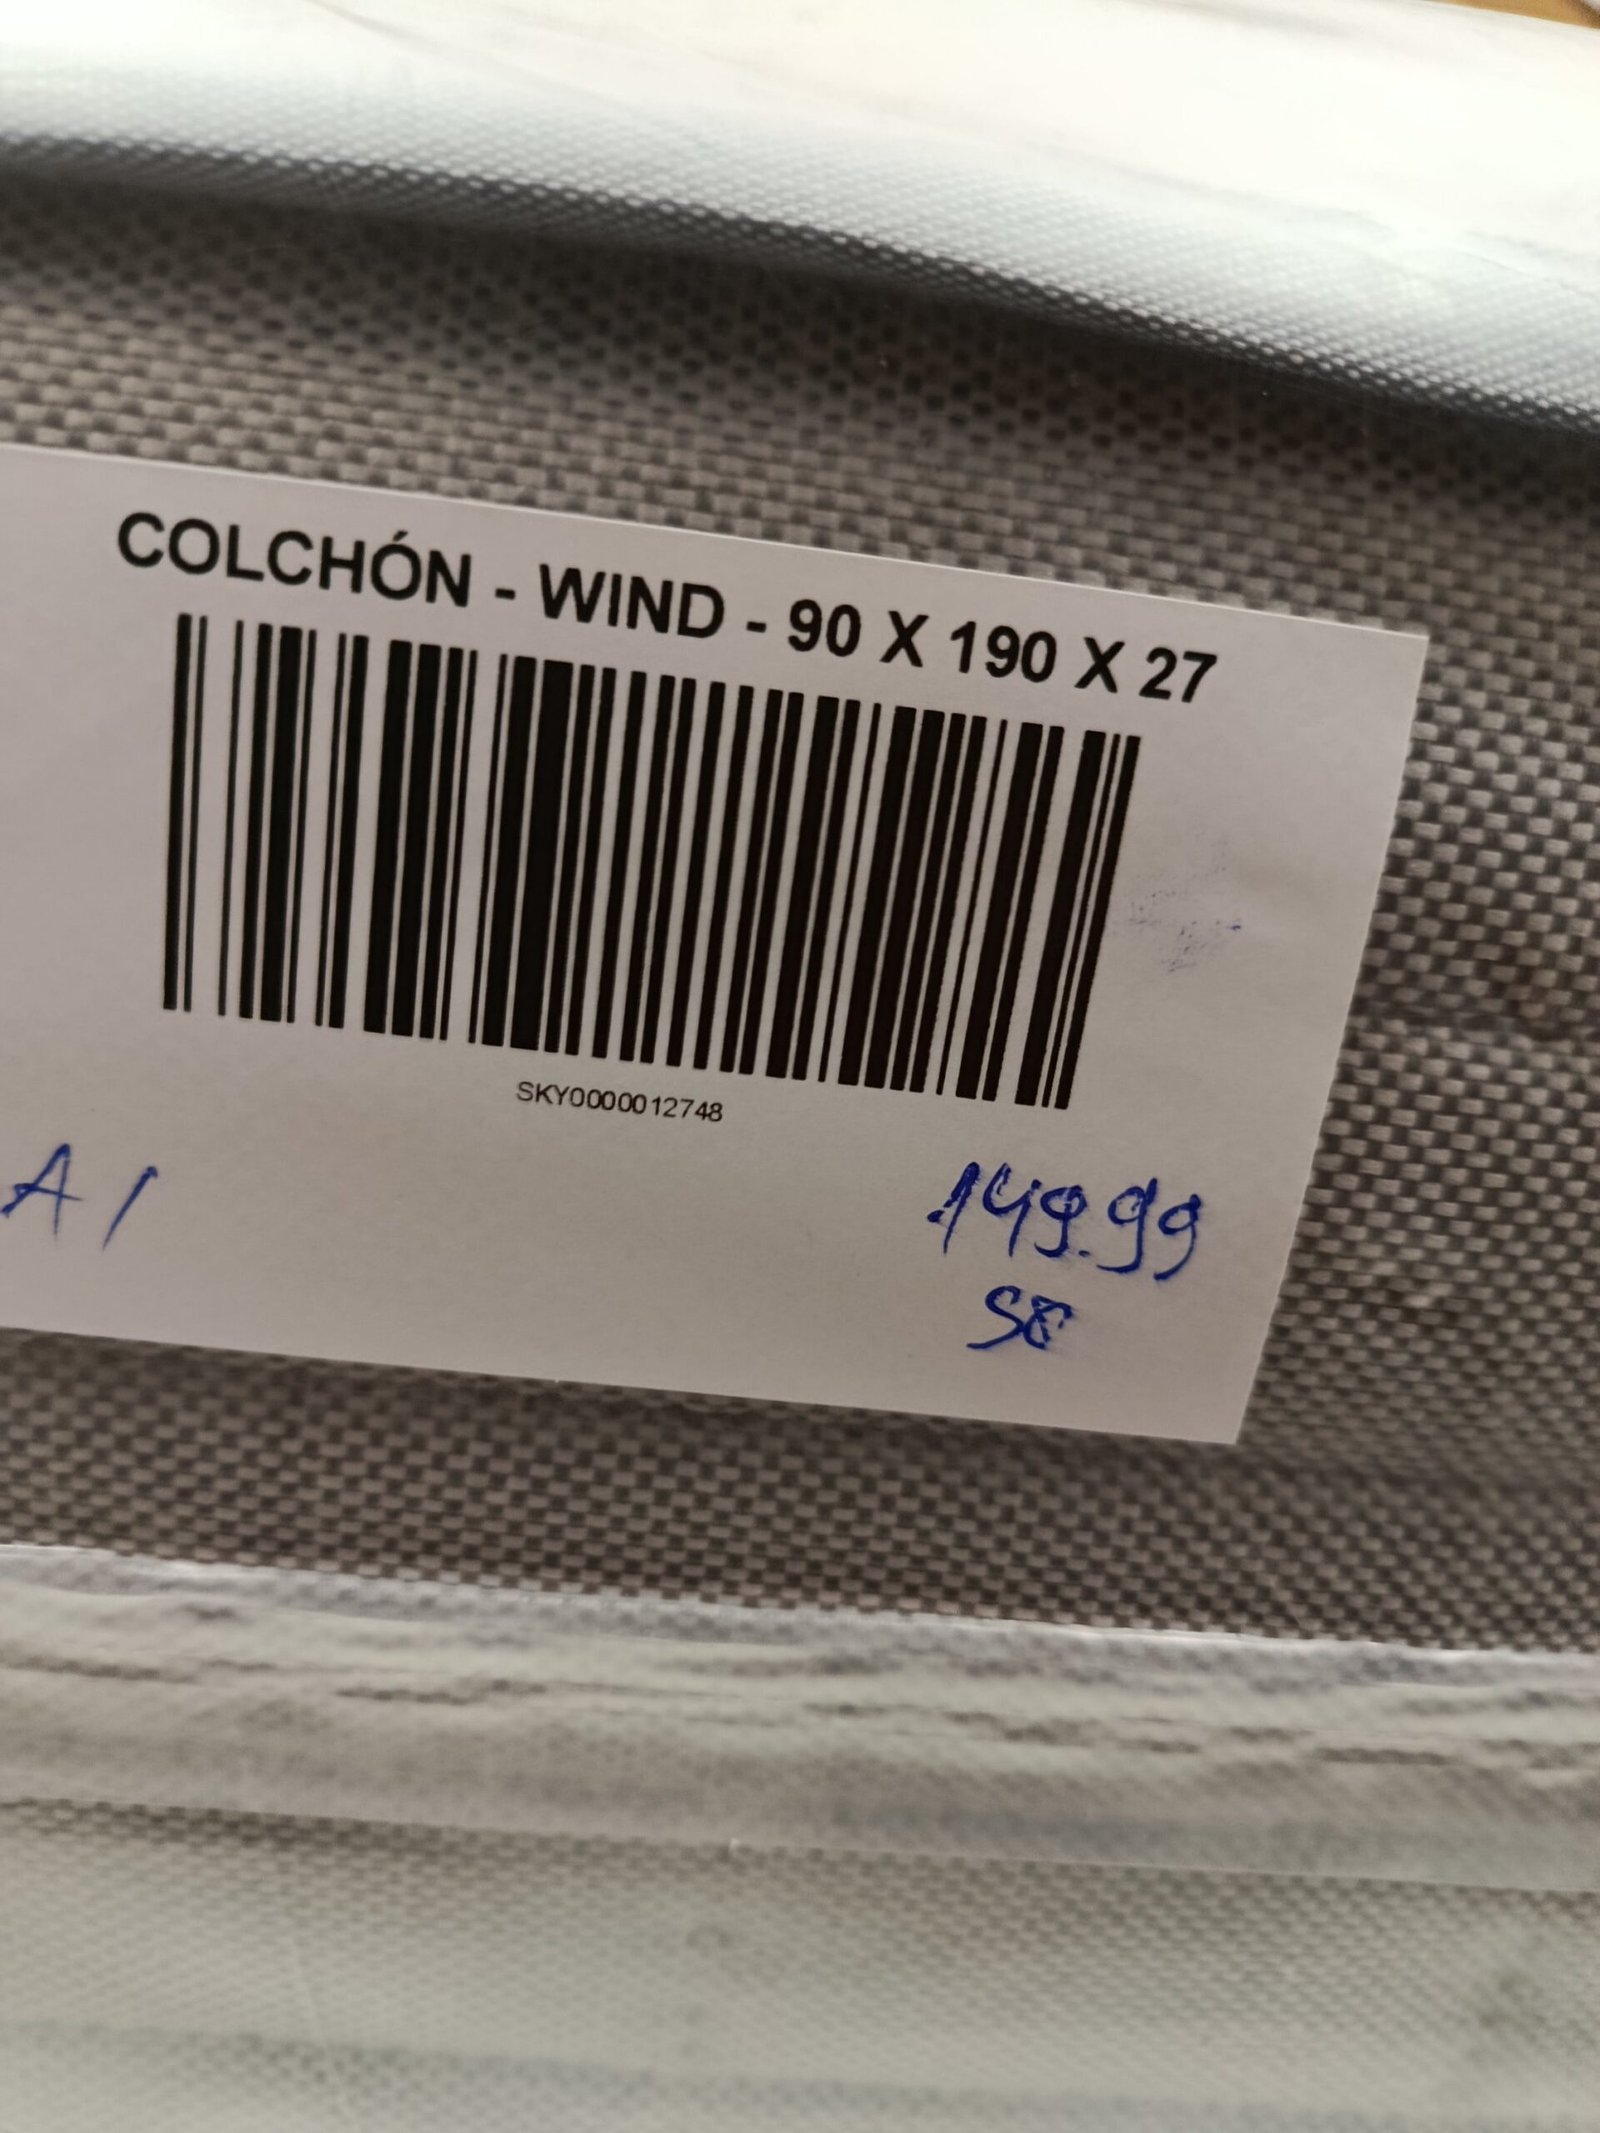 COLCHÓN - WIND - 90 X 190 X 27
SKY0000012748
A1
149.99
S8